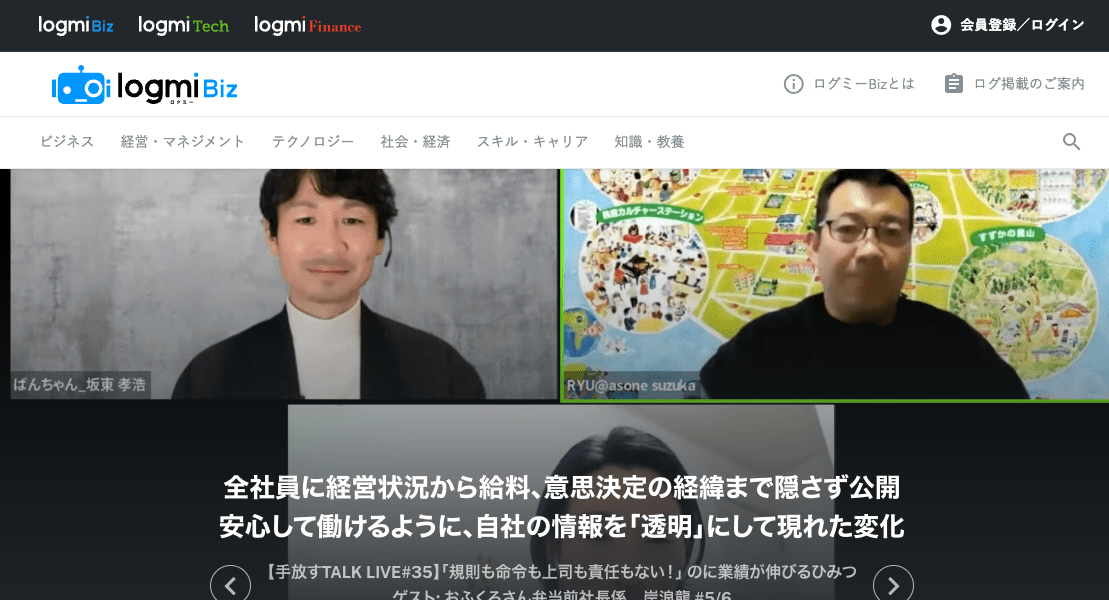 logmi Biz logmi Tech logmi Finance 会員登録／ログイン
logmi Biz ログミーBizとは ログ掲載のご案内
ログミー
ビジネス 経営・マネジメント テクノロジー 社会・経済 スキル・キャリア 知識・教養
鈴鹿カルチャーステーション
すずかの里山
ばんちゃん_坂東 孝浩
RYU@asone suzuka
全社員に経営状況から給料、意思決定の経緯まで隠さず公開
安心して働けるように、自社の情報を「透明」にして現れた変化
【手放すTALK LIVE#35】「規則も命令も上司も責任もない！」のに業績が伸びるひみつ
ゲスト: おふくろさん弁当前社長係 岸浪龍 #5/6